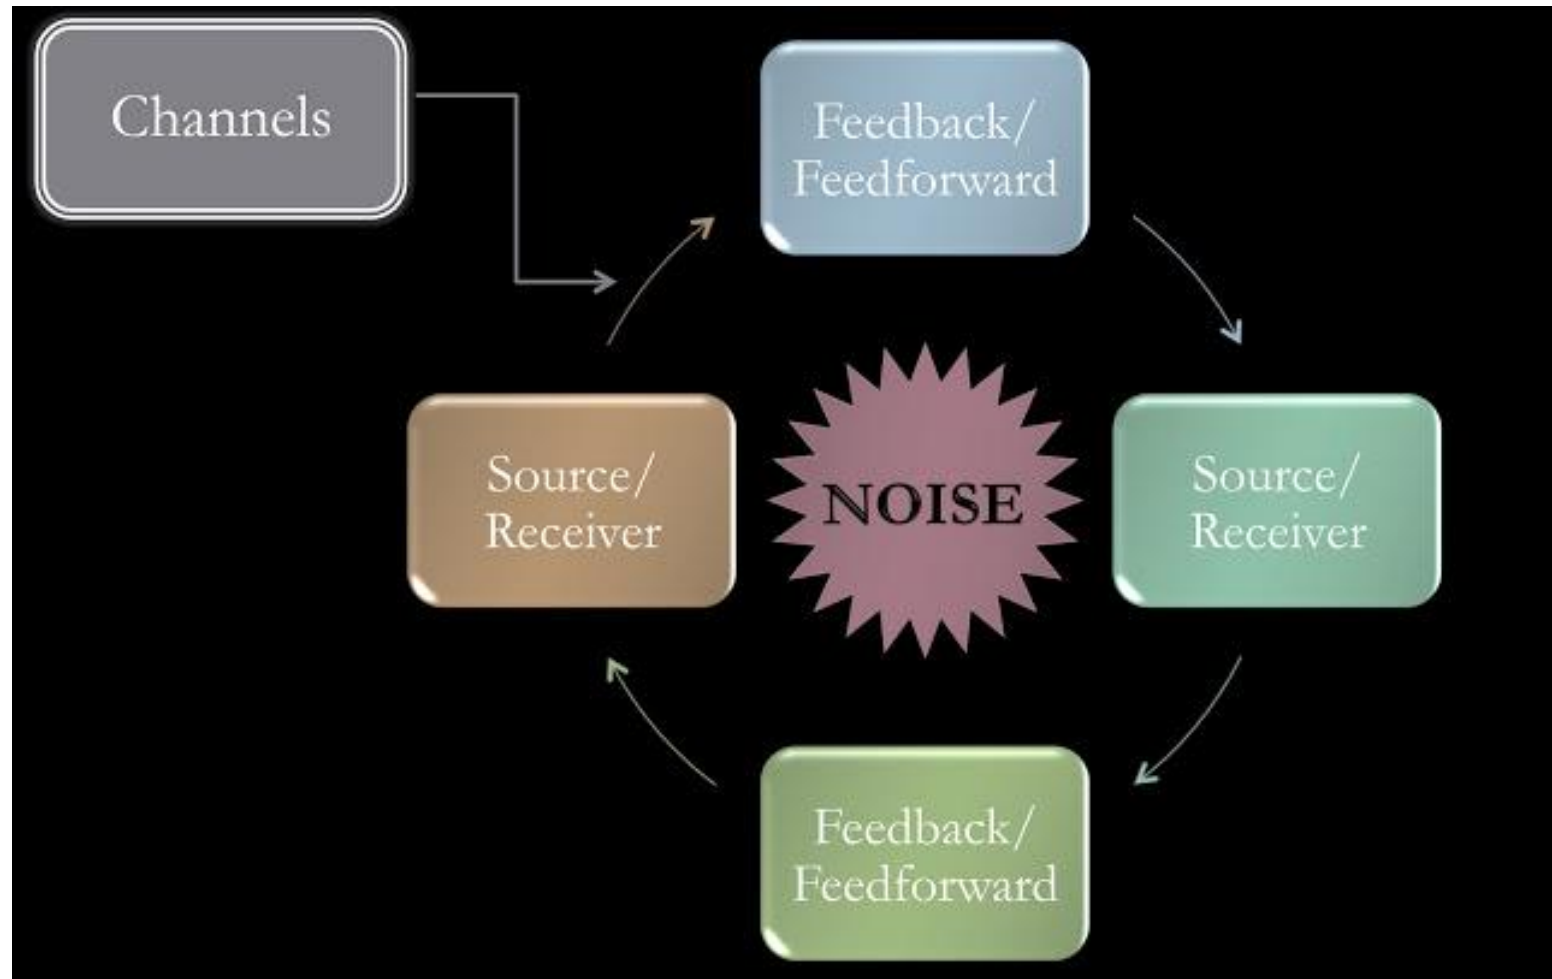 Channels
Feedback/
Feedforward
Source/
Receiver
NOISE
Source/
Receiver
Feedback/
Feedforward